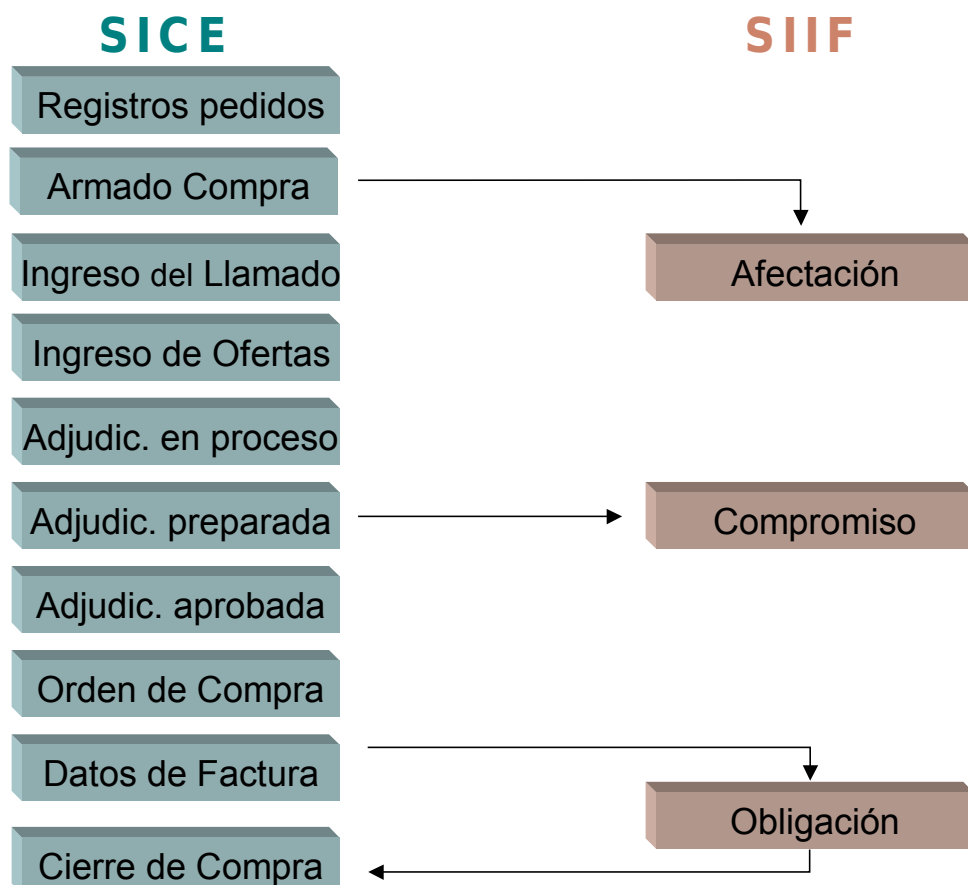 SICE
SIIF
Registros pedidos
Armado Compra
Ingreso del Llamado
Afectación
Ingreso de Ofertas
Adjudic. en proceso
Adjudic. preparada
Compromiso
Adjudic. aprobada
Orden de Compra
Datos de Factura
Obligación
Cierre de Compra